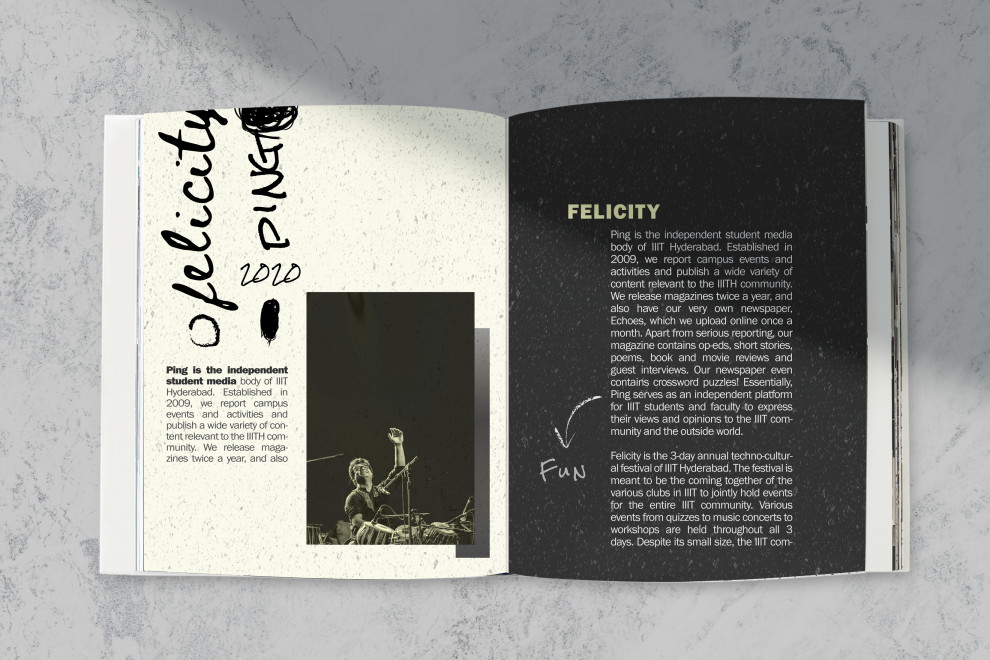 felicity
PING
2020
Ping is the independent
student media body of IIIT
Hyderabad. Established in
2009, we report campus
events and activities and
publish a wide variety of con-
tent relevant to the IIITH com-
munity. We release maga-
zines twice a year, and also
FELICITY
Ping is the independent student media
body of IIIT Hyderabad. Established in
2009, we report campus events and
activities and publish a wide variety of
content relevant to the IIITH community.
We release magazines twice a year, and
also have our very own newspaper,
Echoes, which we upload online once a
month. Apart from serious reporting, our
magazine contains op-eds, short stories,
poems, book and movie reviews and
guest interviews. Our newspaper even
contains crossword puzzles! Essentially,
Ping serves as an independent platform
for IIIT students and faculty to express
their views and opinions to the IIIT com-
munity and the outside world.
FUN
Felicity is the 3-day annual techno-cultur-
al festival of IIIT Hyderabad. The festival is
meant to be the coming together of the
various clubs in IIIT to jointly hold events
for the entire IIIT community. Various
events from quizzes to music concerts to
workshops are held throughout all 3
days. Despite its small size, the IIIT com-